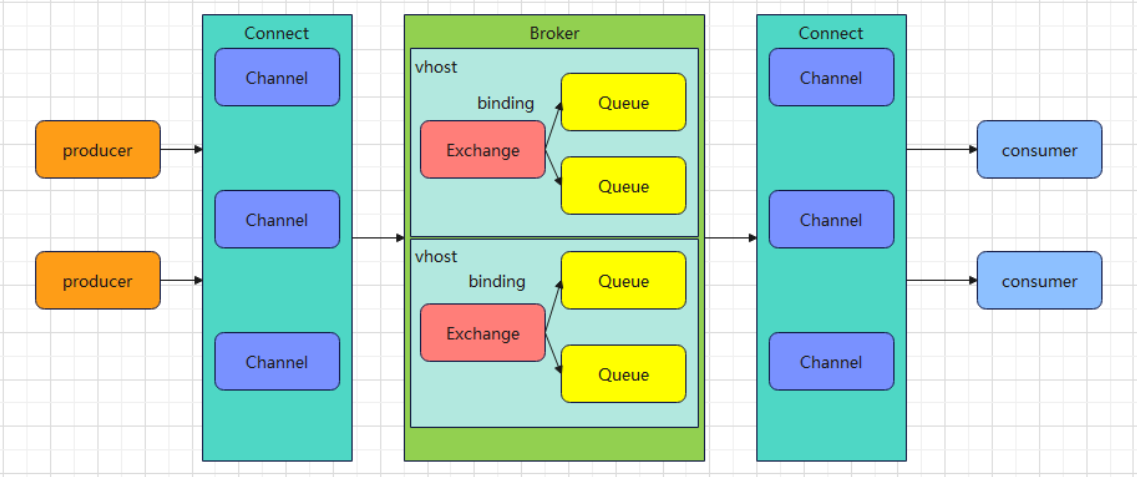 Connect
Channel
Channel
Channel
producer
producer
Broker
vhost
binding
Exchange
Queue
Queue
vhost
binding
Exchange
Queue
Queue
Connect
Channel
Channel
Channel
consumer
consumer